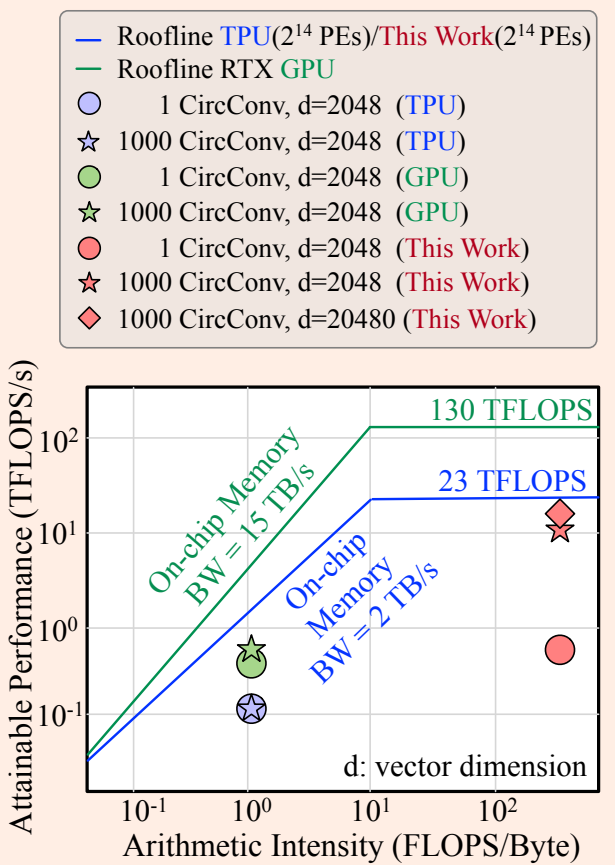 Roofline TPU(2¹⁴ PEs)/This Work(2¹⁴ PEs)
Roofline RTX GPU
1 CircConv, d=2048 (TPU)
1000 CircConv, d=2048 (TPU)
1 CircConv, d=2048 (GPU)
1000 CircConv, d=2048 (GPU)
1 CircConv, d=2048 (This Work)
1000 CircConv, d=2048 (This Work)
1000 CircConv, d=20480 (This Work)
Attainable Performance (TFLOPS/s)
10²
10¹
10⁰
10⁻¹
130 TFLOPS
23 TFLOPS
On-chip Memory
BW = 15 TB/s
On-chip
Memory
BW = 2 TB/s
d: vector dimension
10⁻¹ 10⁰ 10¹ 10²
Arithmetic Intensity (FLOPS/Byte)